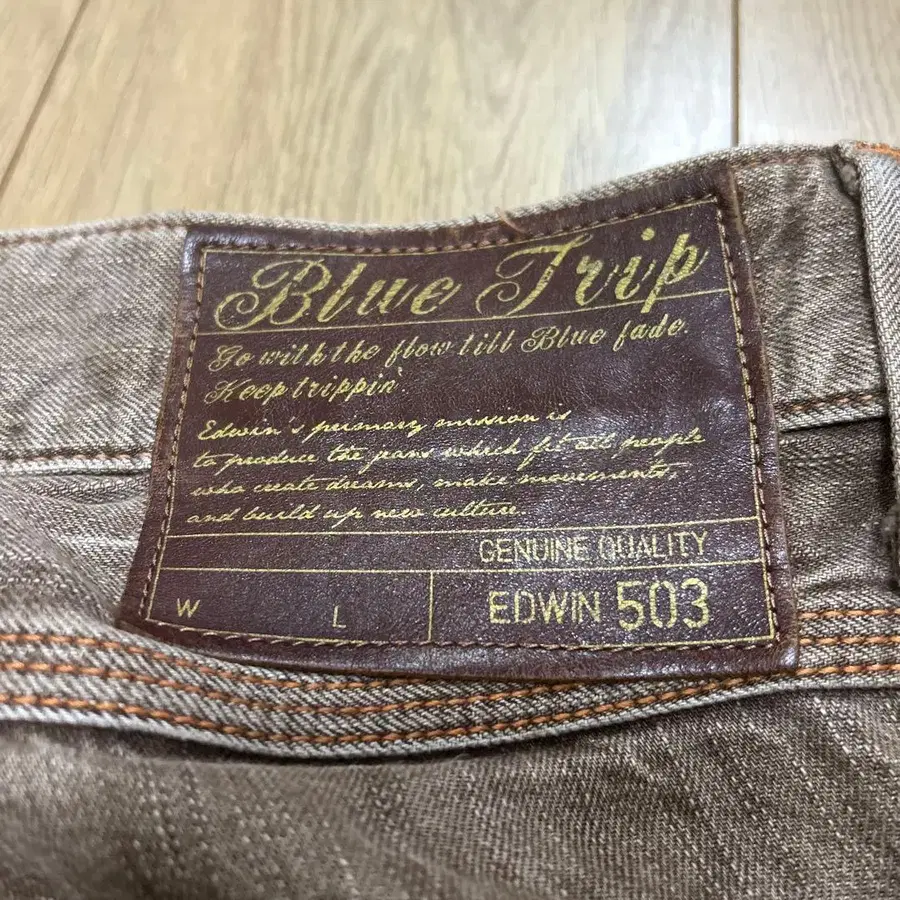 Blue Trip
Go with the flow till Blue fade.
Keep trippin'
Edwin's primary mission is
to produce the jeans which fit all people
who create dreams, make movements,
and build up new culture.
GENUINE QUALITY
W L EDWIN 503